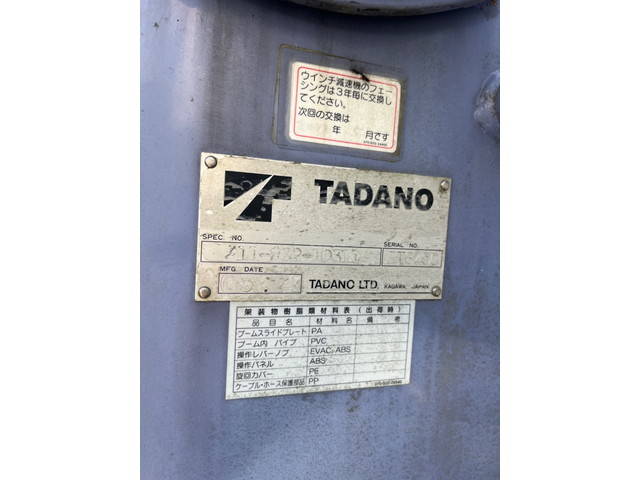 ウインチ減速機のフェー
シングは3年毎に交換し
てください。
次回の交換は
年 月です
TADANO
SPEC. NO.
SERIAL NO.
MFG. DATE
TADANO LTD. KAGAWA, JAPAN
架装物樹脂類材料表(出荷時)
品目名 材料名 備考
ブームスライドプレート PA
ブーム内 パイプ PVC
操作レバーノブ EVAC, ABS
操作パネル ABS
旋回カバー PE
ケーブル・ホース保護部品 PP